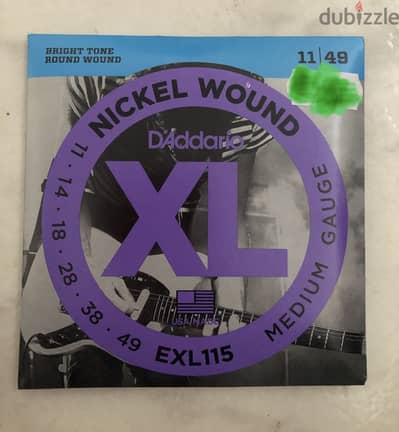 dubizzle
BRIGHT TONE
ROUND WOUND
11/49
NICKEL WOUND
D'Addario
XL
11 · 14 · 18 · 28 · 38 · 49
MEDIUM GAUGE
EXL115